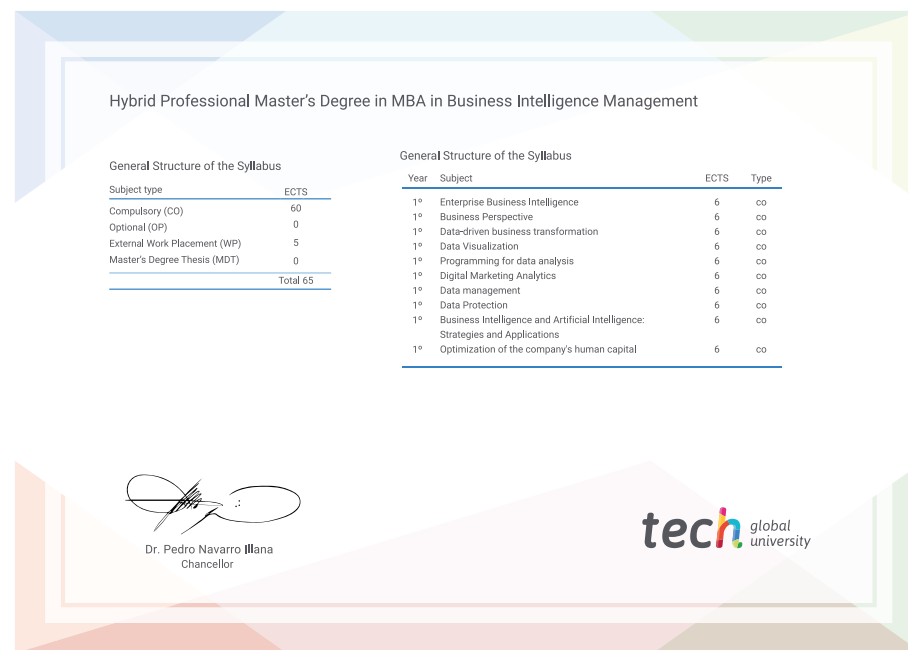 Hybrid Professional Master's Degree in MBA in Business Intelligence Management
General Structure of the Syllabus
Subject type ECTS
Compulsory (CO) 60
Optional (OP) 0
External Work Placement (WP) 5
Master's Degree Thesis (MDT) 0
Total 65
General Structure of the Syllabus
Year Subject ECTS Type
1º Enterprise Business Intelligence 6 co
1º Business Perspective 6 co
1º Data-driven business transformation 6 co
1º Data Visualization 6 co
1º Programming for data analysis 6 co
1º Digital Marketing Analytics 6 co
1º Data management 6 co
1º Data Protection 6 co
1º Business Intelligence and Artificial Intelligence: 6 co
Strategies and Applications
1º Optimization of the company's human capital 6 co
Dr. Pedro Navarro Illana
Chancellor
tech global
university